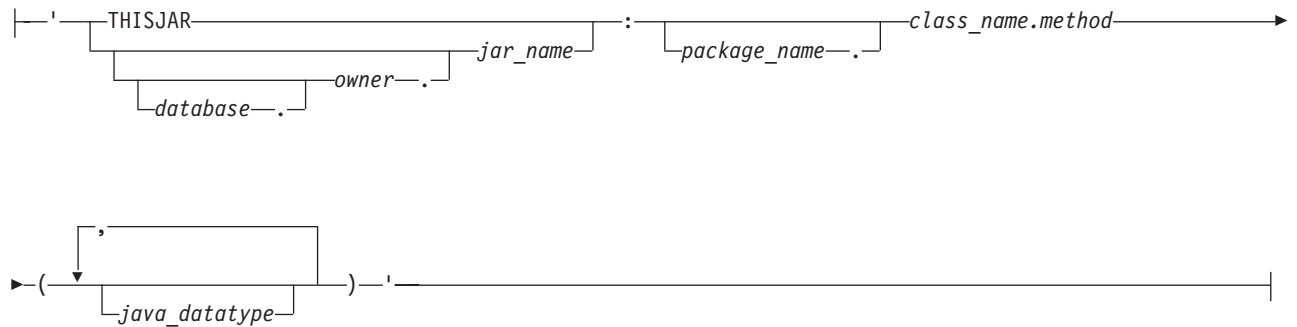 ' THISJAR : class_name.method
jar_name package_name .
owner .
database .
,
( ) '
java_datatype